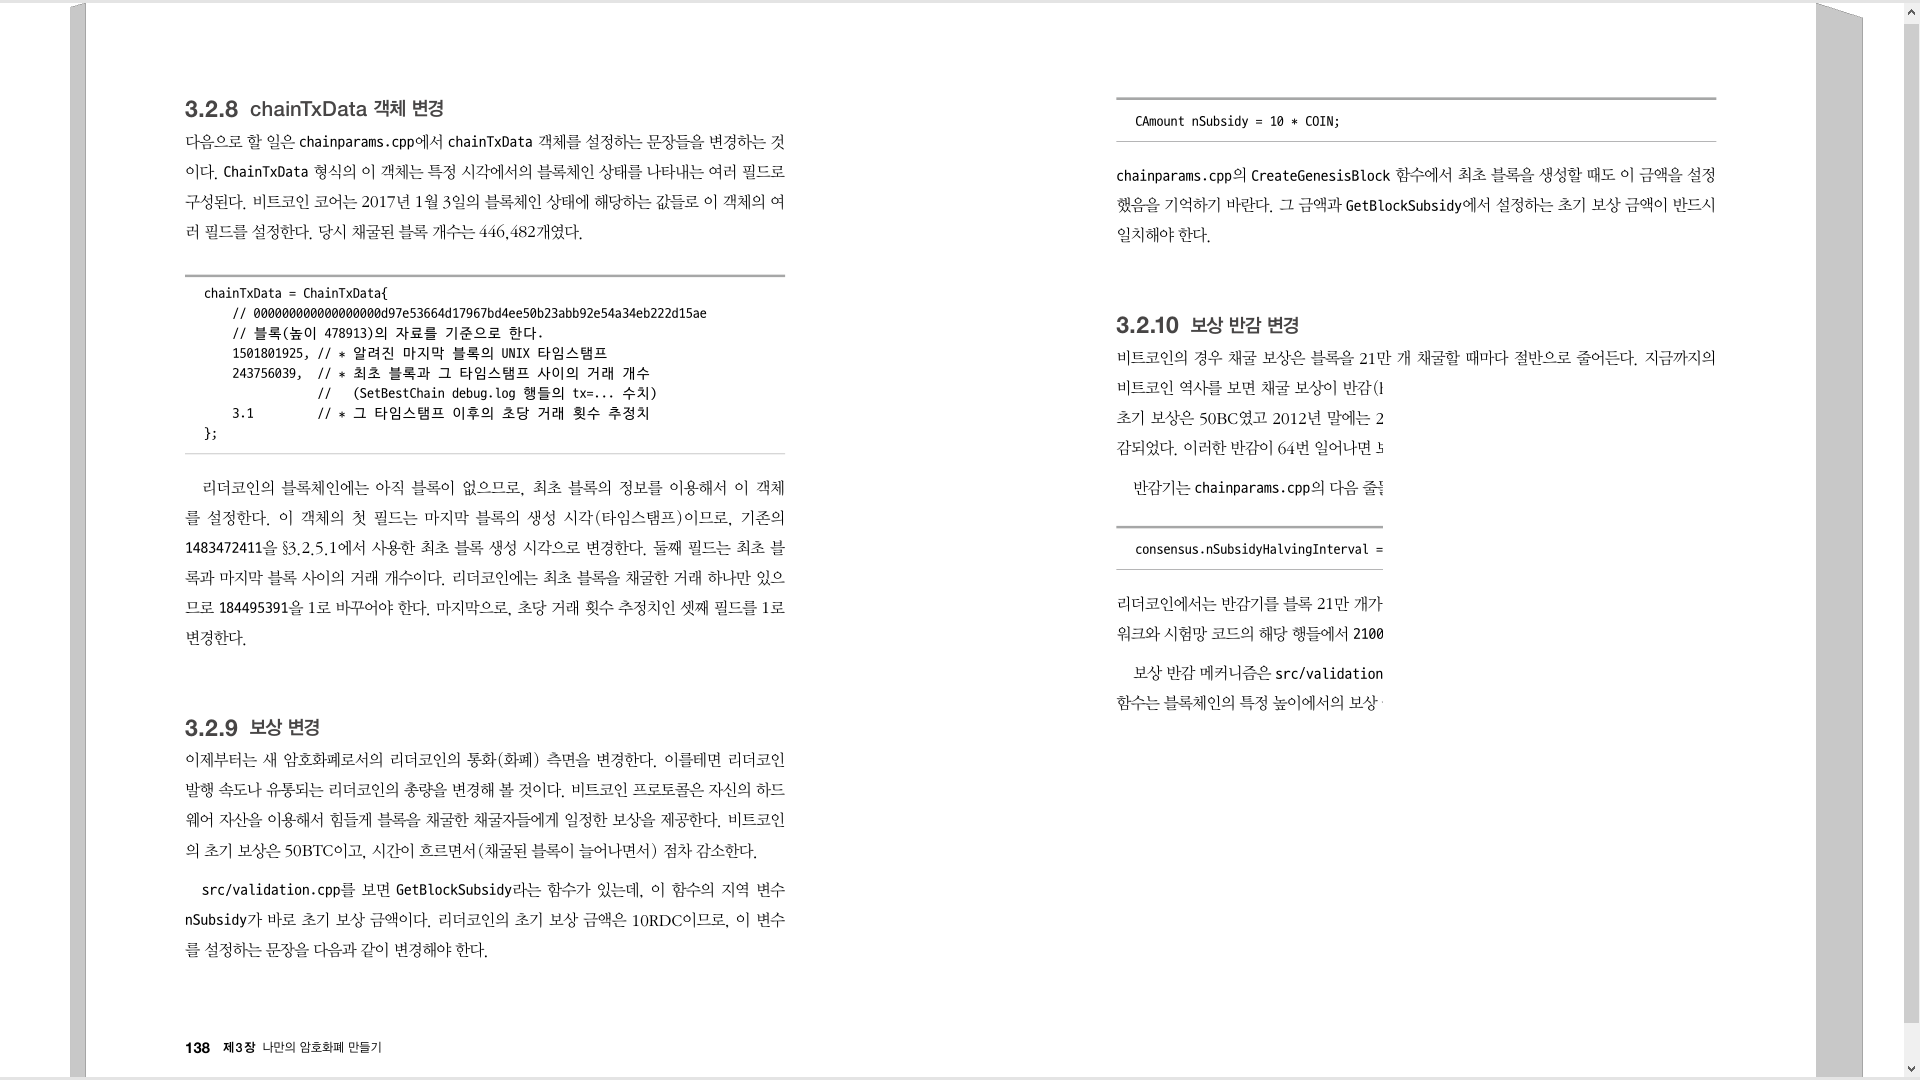 3.2.8 chainTxData 객체 변경
다음으로 할 일은 chainparams.cpp에서 chainTxData 객체를 설정하는 문장들을 변경하는 것
이다. ChainTxData 형식의 이 객체는 특정 시각에서의 블록체인 상태를 나타내는 여러 필드로
구성된다. 비트코인 코어는 2017년 1월 3일의 블록체인 상태에 해당하는 값들로 이 객체의 여
러 필드를 설정한다. 당시 채굴된 블록 개수는 446,482개였다.
chainTxData = ChainTxData{
// 000000000000000000d97e53664d17967bd4ee50b23abb92e54a34eb222d15ae
// 블록(높이 478913)의 자료를 기준으로 한다.
1501801925, // * 알려진 마지막 블록의 UNIX 타임스탬프
243756039, // * 최초 블록과 그 타임스탬프 사이의 거래 개수
// (SetBestChain debug.log 행들의 tx=... 수치)
3.1 // * 그 타임스탬프 이후의 초당 거래 횟수 추정치
};
리더코인의 블록체인에는 아직 블록이 없으므로, 최초 블록의 정보를 이용해서 이 객체
를 설정한다. 이 객체의 첫 필드는 마지막 블록의 생성 시각(타임스탬프)이므로, 기존의
1483472411을 §3.2.5.1에서 사용한 최초 블록 생성 시각으로 변경한다. 둘째 필드는 최초 블
록과 마지막 블록 사이의 거래 개수이다. 리더코인에는 최초 블록을 채굴한 거래 하나만 있으
므로 184495391을 1로 바꾸어야 한다. 마지막으로, 초당 거래 횟수 추정치인 셋째 필드를 1로
변경한다.
3.2.9 보상 변경
이제부터는 새 암호화폐로서의 리더코인의 통화(화폐) 측면을 변경한다. 이를테면 리더코인
발행 속도나 유통되는 리더코인의 총량을 변경해 볼 것이다. 비트코인 프로토콜은 자신의 하드
웨어 자산을 이용해서 힘들게 블록을 채굴한 채굴자들에게 일정한 보상을 제공한다. 비트코인
의 초기 보상은 50BTC이고, 시간이 흐르면서(채굴된 블록이 늘어나면서) 점차 감소한다.
src/validation.cpp를 보면 GetBlockSubsidy라는 함수가 있는데, 이 함수의 지역 변수
nSubsidy가 바로 초기 보상 금액이다. 리더코인의 초기 보상 금액은 10RDC이므로, 이 변수
를 설정하는 문장을 다음과 같이 변경해야 한다.
138 제3장 나만의 암호화폐 만들기
CAmount nSubsidy = 10 * COIN;
chainparams.cpp의 CreateGenesisBlock 함수에서 최초 블록을 생성할 때도 이 금액을 설정
했음을 기억하기 바란다. 그 금액과 GetBlockSubsidy에서 설정하는 초기 보상 금액이 반드시
일치해야 한다.
3.2.10 보상 반감 변경
비트코인의 경우 채굴 보상은 블록을 21만 개 채굴할 때마다 절반으로 줄어든다. 지금까지의
비트코인 역사를 보면 채굴 보상이 반감(
초기 보상은 50BC였고 2012년 말에는 2
감되었다. 이러한 반감이 64번 일어나면
반감기는 chainparams.cpp의 다음
consensus.nSubsidyHalvingInterval =
리더코인에서는 반감기를 블록 21만 개가
워크와 시험망 코드의 해당 행들에서 2100
보상 반감 메커니즘은 src/validation
함수는 블록체인의 특정 높이에서의 보상